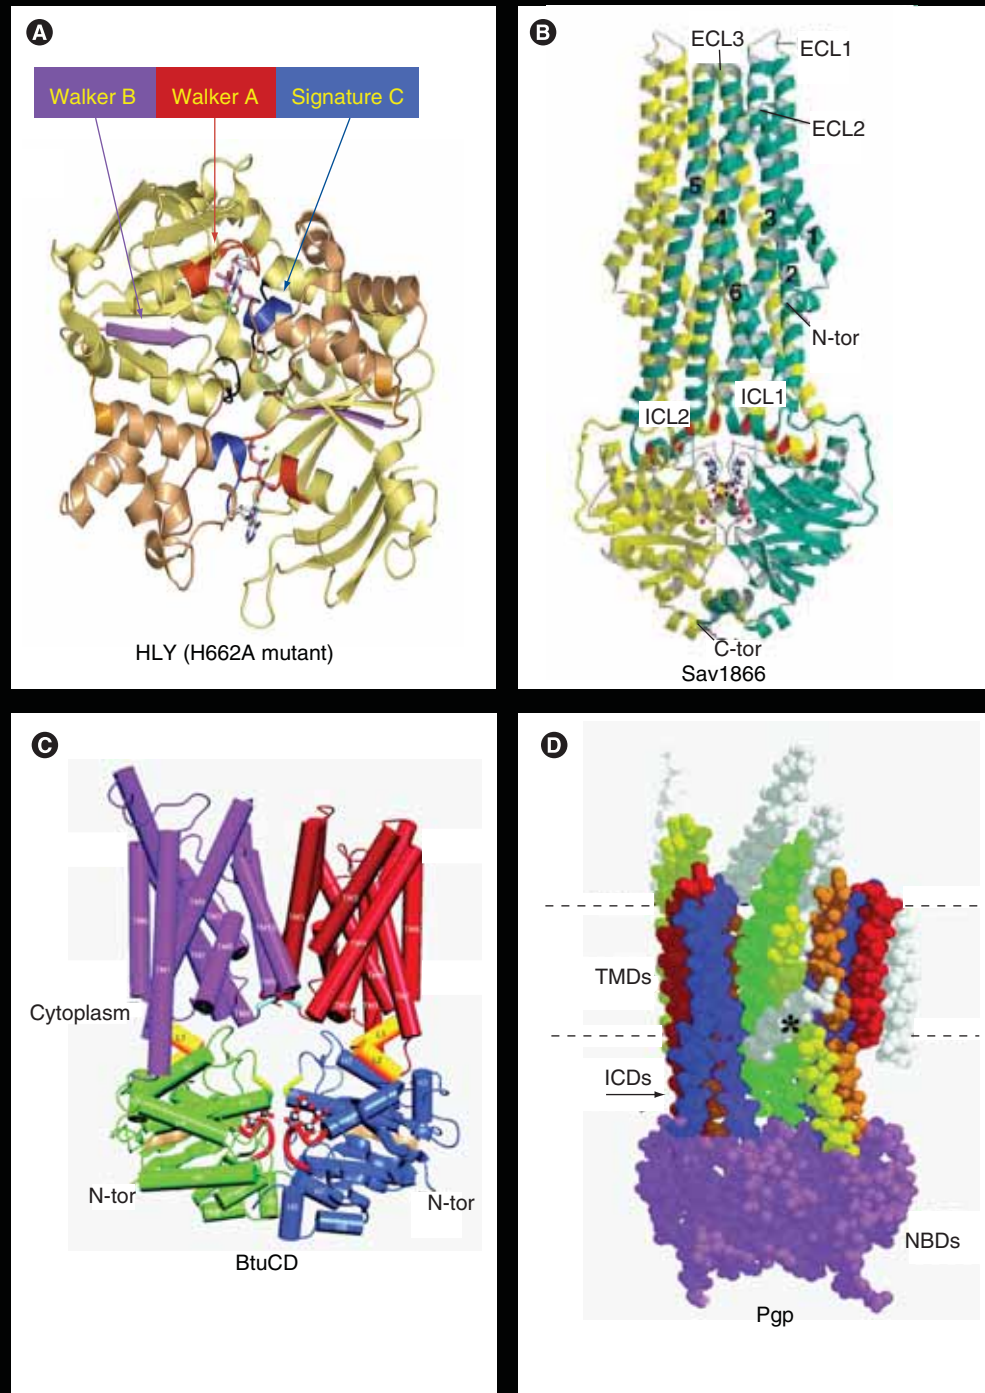 A
Walker B Walker A Signature C
HLY (H662A mutant)
B
ECL3
ECL1
ECL2
5
4
3
1
2
6
N-tor
ICL1
ICL2
C-tor
Sav1866
C
Cytoplasm
N-tor
N-tor
BtuCD
D
TMDs
*
ICDs
NBDs
Pgp